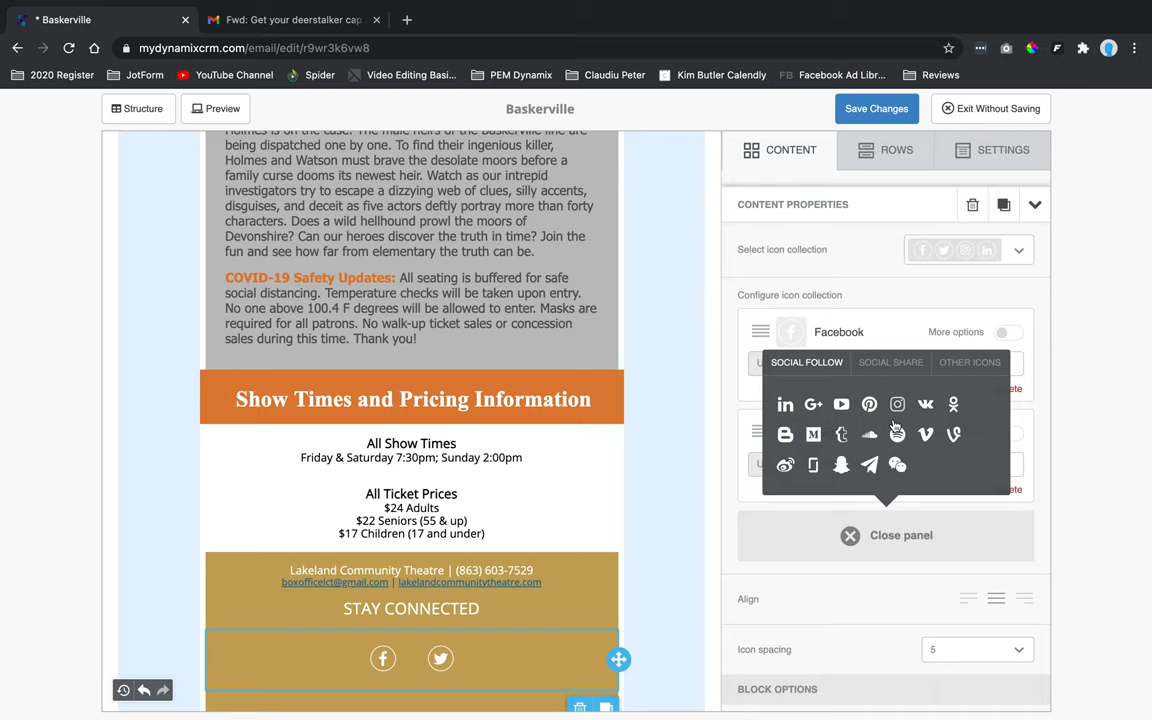 * Baskerville
Fwd: Get your deerstalker cap
mydynamixcrm.com/email/edit/r9wr3k6vw8
2020 Register
JotForm
YouTube Channel
Spider
Video Editing Basi...
PEM Dynamix
Claudiu Peter
Kim Butler Calendly
FB Facebook Ad Libr...
Reviews
Structure
Preview
Baskerville
Save Changes
Exit Without Saving
Holmes is on the case. The male heirs of the Baskerville line are
being dispatched one by one. To find their ingenious killer,
Holmes and Watson must brave the desolate moors before a
family curse dooms its newest heir. Watch as our intrepid
investigators try to escape a dizzying web of clues, silly accents,
disguises, and deceit as five actors deftly portray more than forty
characters. Does a wild hellhound prowl the moors of
Devonshire? Can our heroes discover the truth in time? Join the
fun and see how far from elementary the truth can be.
COVID-19 Safety Updates: All seating is buffered for safe
social distancing. Temperature checks will be taken upon entry.
No one above 100.4 F degrees will be allowed to enter. Masks are
required for all patrons. No walk-up ticket sales or concession
sales during this time. Thank you!
Show Times and Pricing Information
All Show Times
Friday & Saturday 7:30pm; Sunday 2:00pm
All Ticket Prices
$24 Adults
$22 Seniors (55 & up)
$17 Children (17 and under)
Lakeland Community Theatre | (863) 603-7529
boxofficelct@gmail.com | lakelandcommunitytheatre.com
STAY CONNECTED
CONTENT
ROWS
SETTINGS
CONTENT PROPERTIES
Select icon collection
Configure icon collection
Facebook
More options
SOCIAL FOLLOW
SOCIAL SHARE
OTHER ICONS
Close panel
Align
Icon spacing
5
BLOCK OPTIONS